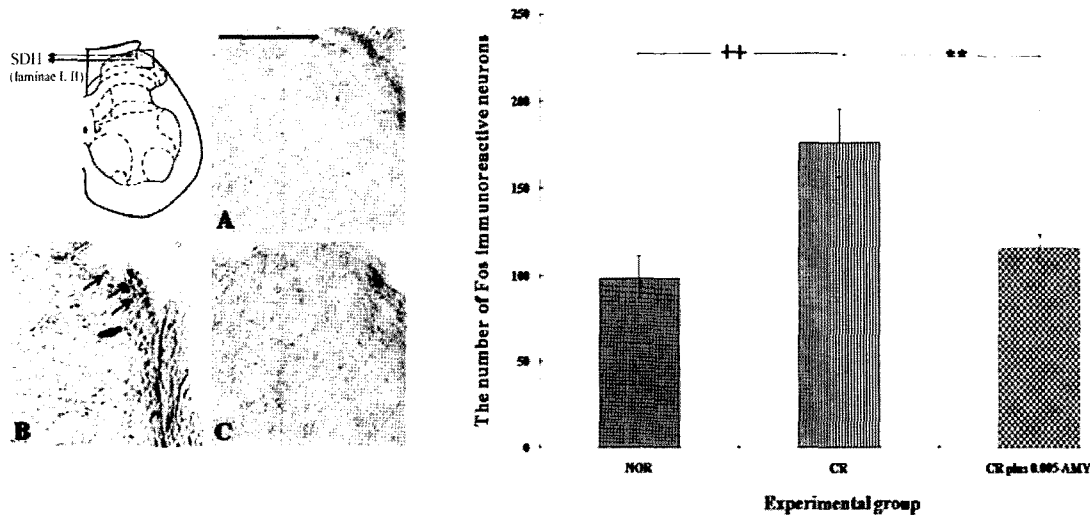 SDH
(laminae I, II)
A
B
C
The number of Fos immunoreactive neurons
250
200
150
100
50
0
++
**
NOR
CR
CR plus 0.005-AMY
Experimental group